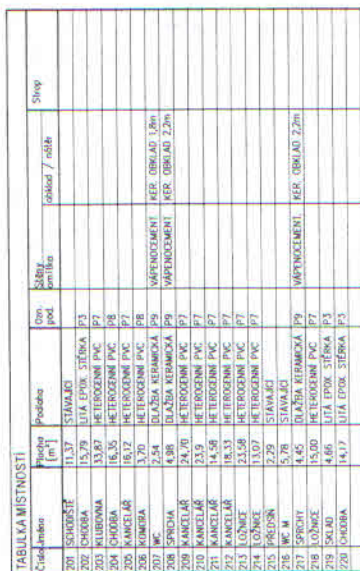 TABULKA MÍSTNOSTÍ
Číslo Jméno Plocha [m²] Podlaha Ozn. pod. Stěny omítka obklad / nátěr Strop
201 SCHODIŠTĚ 11,37 STÁVAJÍCÍ
202 CHODBA 15,79 LITÁ EPOX STĚRKA P3
203 KLUBOVNA 13,87 HETEROGENNÍ PVC P7
204 CHODBA 16,35 HETEROGENNÍ PVC P8
205 KANCELÁŘ 16,12 HETEROGENNÍ PVC P7
206 KOMORA 3,70 HETEROGENNÍ PVC P8
207 WC 2,54 DLAŽBA KERAMICKÁ P9 VÁPENOCEMENT. KER. OBKLAD 1,8m
208 SPRCHA 4,98 DLAŽBA KERAMICKÁ P9 VÁPENOCEMENT. KER. OBKLAD 2,2m
209 KANCELÁŘ 24,70 HETEROGENNÍ PVC P7
210 KANCELÁŘ 23,9 HETEROGENNÍ PVC P7
211 KANCELÁŘ 14,58 HETEROGENNÍ PVC P7
212 KANCELÁŘ 18,33 HETEROGENNÍ PVC P7
213 LOŽNICE 23,58 HETEROGENNÍ PVC P7
214 LOŽNICE 13,07 HETEROGENNÍ PVC P7
215 PŘEDSÍŇ 2,29 STÁVAJÍCÍ
216 WC M 5,78 STÁVAJÍCÍ
217 SPRCHY 4,45 DLAŽBA KERAMICKÁ P9 VÁPENOCEMENT. KER. OBKLAD 2,2m
218 LOŽNICE 15,00 HETEROGENNÍ PVC P7
219 SKLAD 4,66 LITÁ EPOX STĚRKA P3
220 CHODBA 14,17 LITÁ EPOX STĚRKA P3